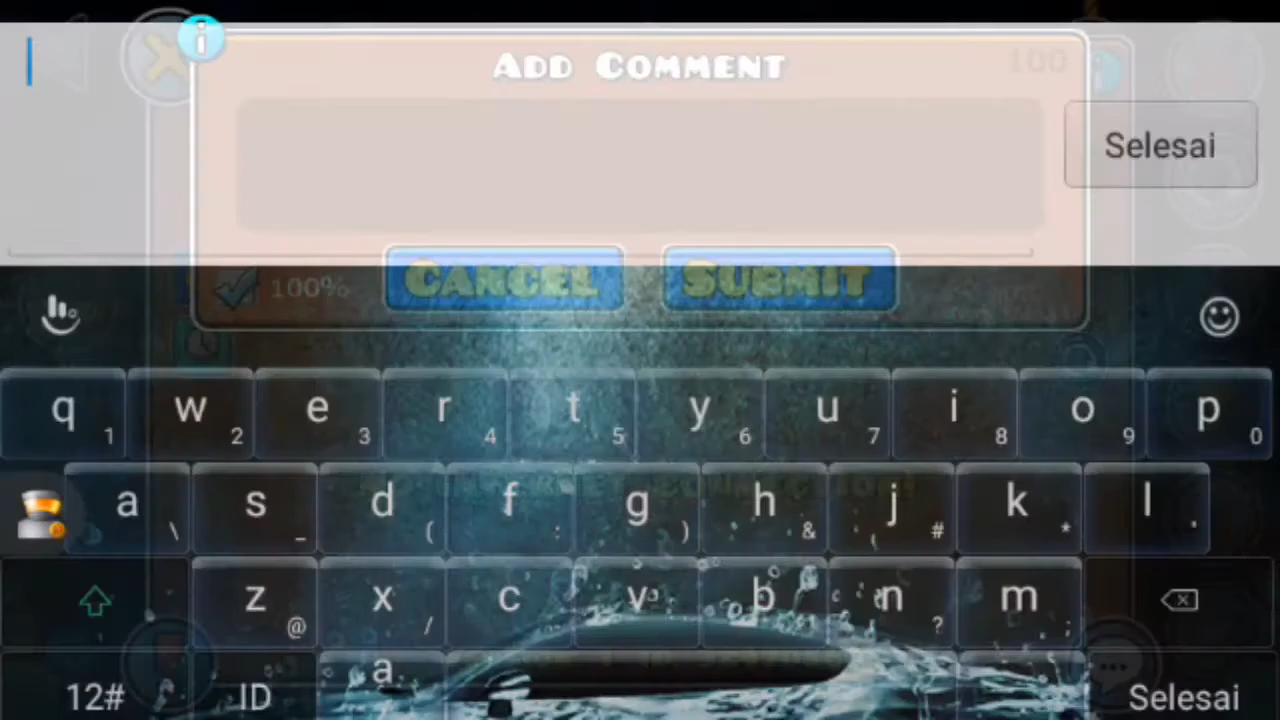 Add Comment
100
Selesai
100%
Cancel Submit
q w e r t y u i o p
1 2 3 4 5 6 7 8 9 0
a s d f g h j k l
\ _ ( : ) & # * .
z x c v b n m
@ / ? ;
12# ID a Selesai